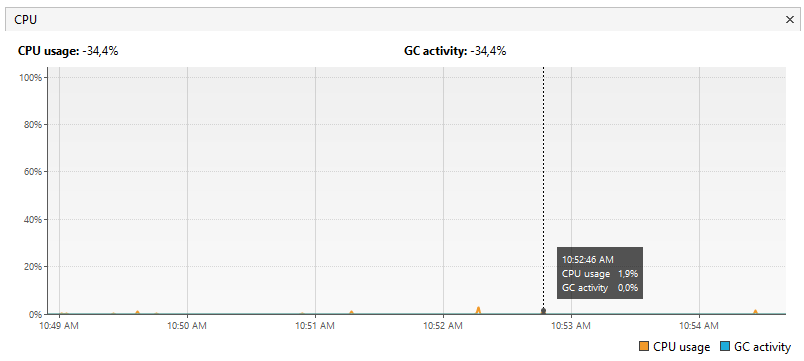 CPU
CPU usage: -34,4% GC activity: -34,4%
100%
80%
60%
40%
20%
0%
10:52:46 AM
CPU usage 1,9%
GC activity 0,0%
10:49 AM 10:50 AM 10:51 AM 10:52 AM 10:53 AM 10:54 AM
CPU usage GC activity